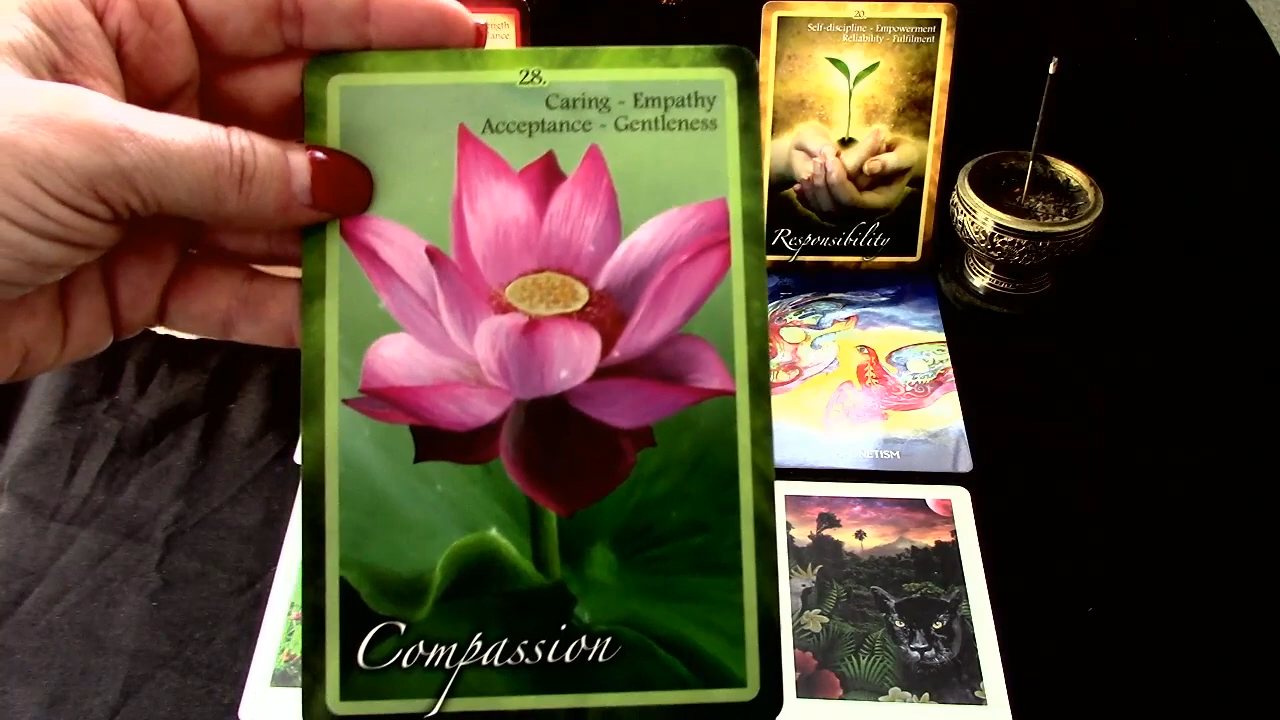 28.
Caring - Empathy
Acceptance - Gentleness
Compassion
20.
Self-discipline - Empowerment
Reliability - Fulfilment
Responsibility